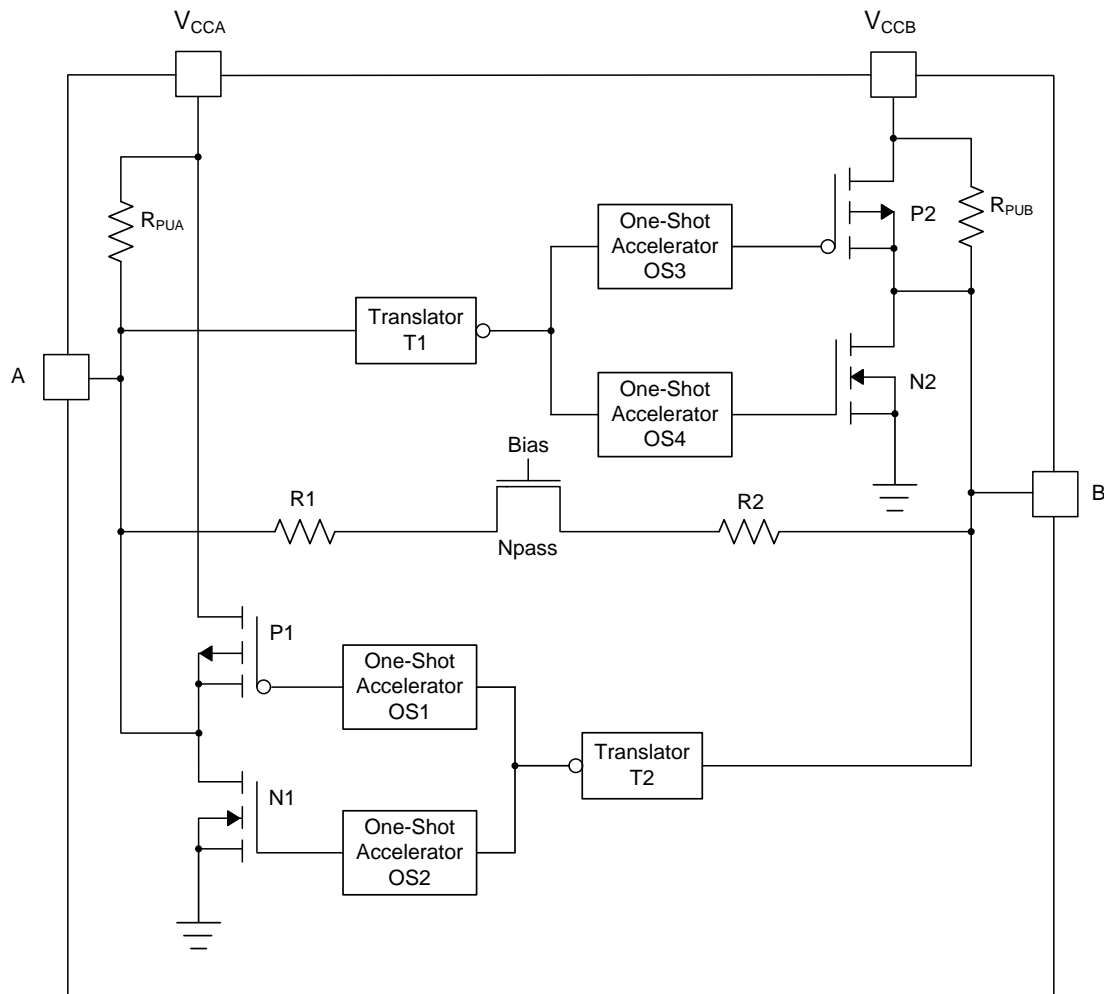 VCCA
VCCB
RPUA
One-Shot
Accelerator
OS3
P2
RPUB
Translator
T1
A
One-Shot
Accelerator
OS4
N2
Bias
R1
R2
B
Npass
P1
One-Shot
Accelerator
OS1
Translator
T2
N1
One-Shot
Accelerator
OS2